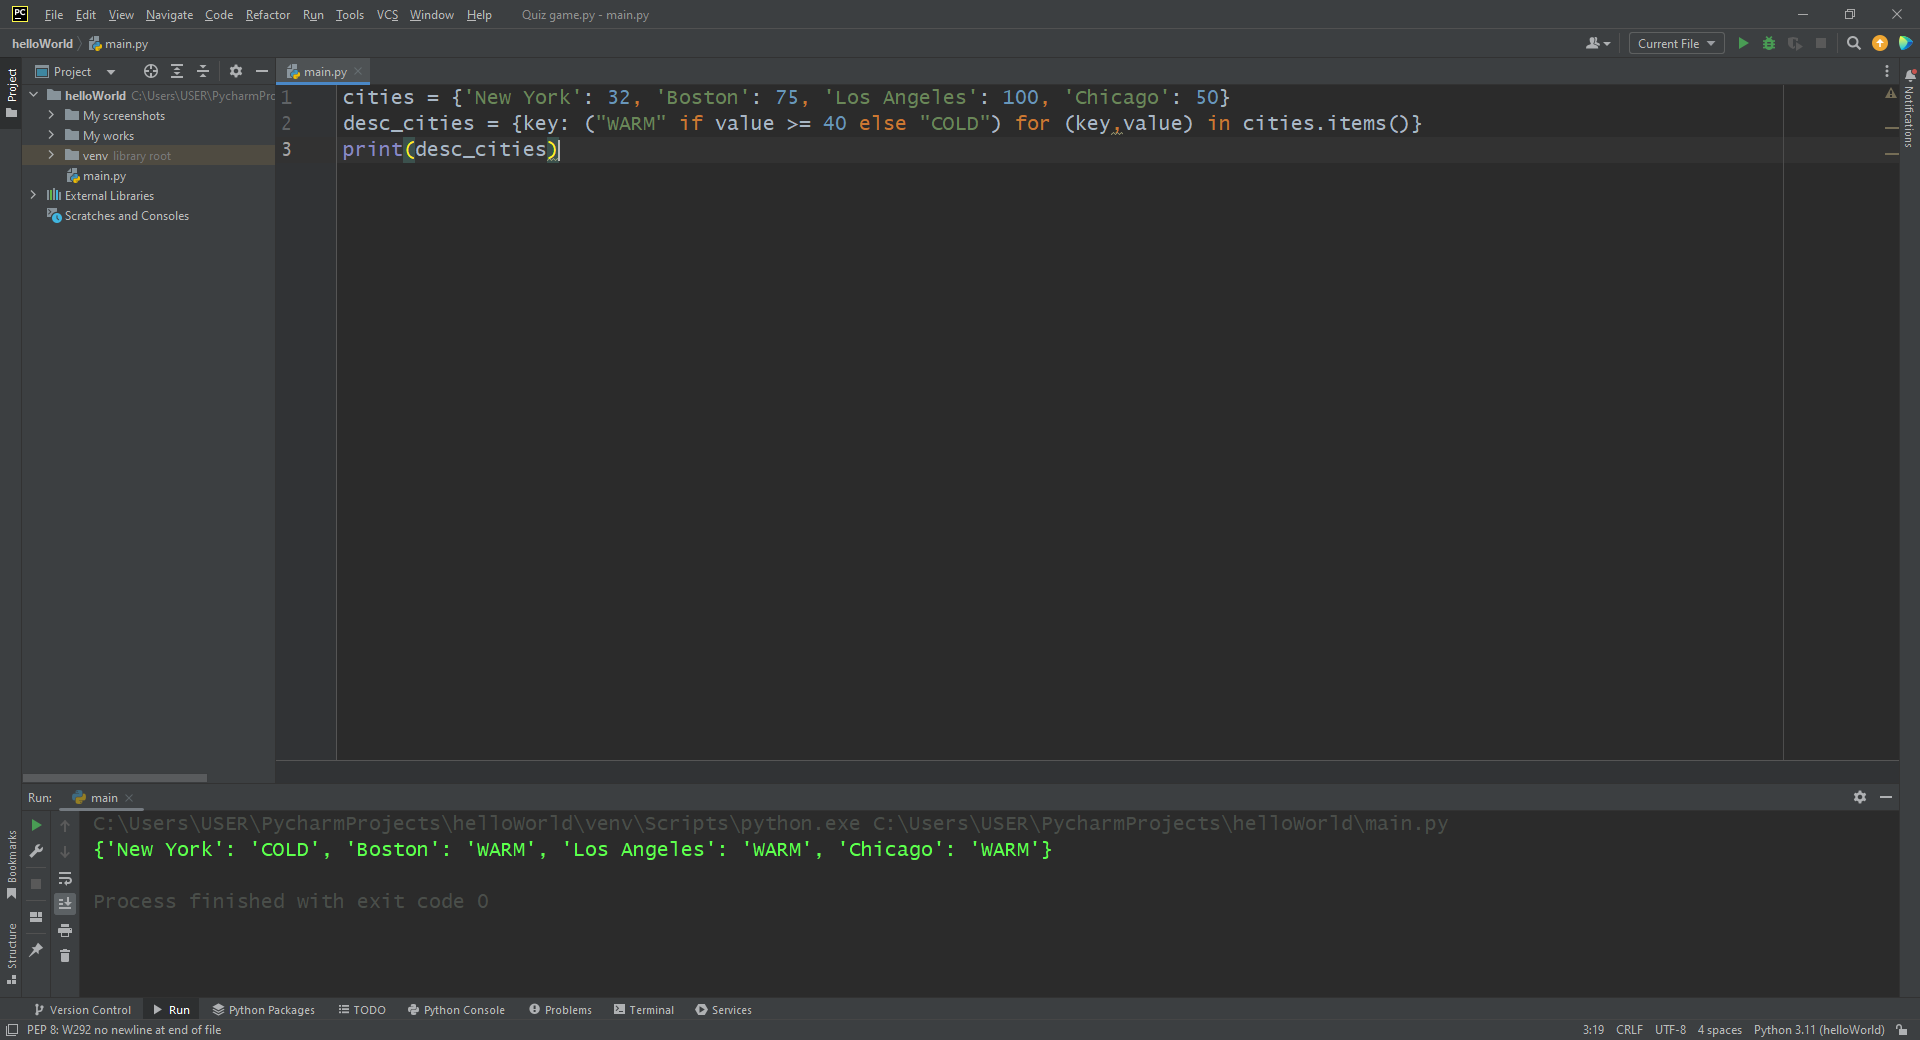 PC File Edit View Navigate Code Refactor Run Tools VCS Window Help Quiz game.py - main.py
helloWorld main.py Current File
Project main.py
Project
helloWorld C:\Users\USER\PycharmPro
My screenshots
My works
venv library root
main.py
External Libraries
Scratches and Consoles
1 cities = {'New York': 32, 'Boston': 75, 'Los Angeles': 100, 'Chicago': 50}
2 desc_cities = {key: ("WARM" if value >= 40 else "COLD") for (key,value) in cities.items()}
3 print(desc_cities)
Notifications
Run: main
C:\Users\USER\PycharmProjects\helloWorld\venv\Scripts\python.exe C:\Users\USER\PycharmProjects\helloWorld\main.py
{'New York': 'COLD', 'Boston': 'WARM', 'Los Angeles': 'WARM', 'Chicago': 'WARM'}
Process finished with exit code 0
Bookmarks
Structure
Version Control Run Python Packages TODO Python Console Problems Terminal Services
PEP 8: W292 no newline at end of file 3:19 CRLF UTF-8 4 spaces Python 3.11 (helloWorld)